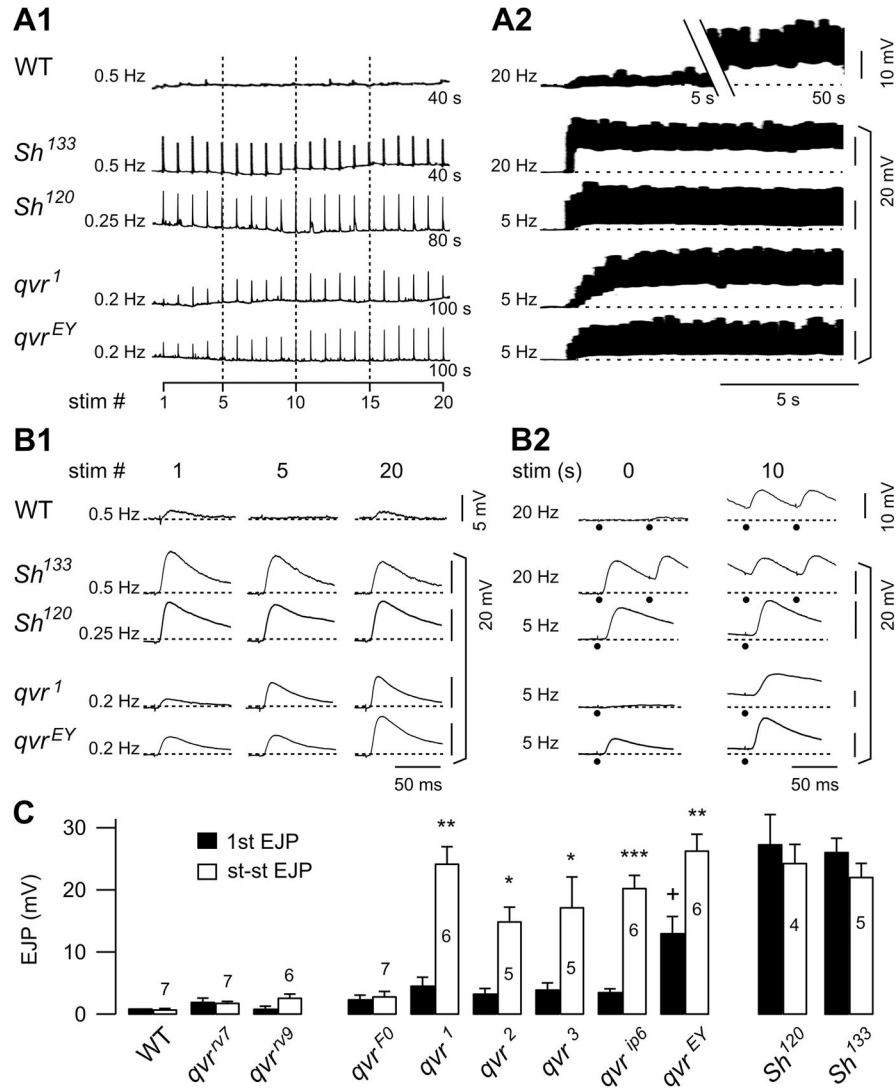 A1
A2
WT
0.5 Hz
40 s
20 Hz
5 s
50 s
10 mV
Sh133
0.5 Hz
40 s
20 Hz
Sh120
0.25 Hz
80 s
5 Hz
20 mV
qvr1
0.2 Hz
100 s
5 Hz
qvrEY
0.2 Hz
100 s
5 Hz
stim #
1 5 10 15 20
5 s
B1
B2
stim # 1 5 20
stim (s) 0 10
WT
0.5 Hz
5 mV
20 Hz
10 mV
Sh133
0.5 Hz
20 Hz
Sh120
0.25 Hz
20 mV
5 Hz
20 mV
qvr1
0.2 Hz
5 Hz
qvrEY
0.2 Hz
5 Hz
50 ms
50 ms
C
EJP (mV)
30
20
10
0
1st EJP
st-st EJP
7 7 6 7 6 5 5 6 6 4 5
** * * *** + **
WT qvrrv7 qvrrv9 qvrF0 qvr1 qvr2 qvr3 qvrip6 qvrEY Sh120 Sh133